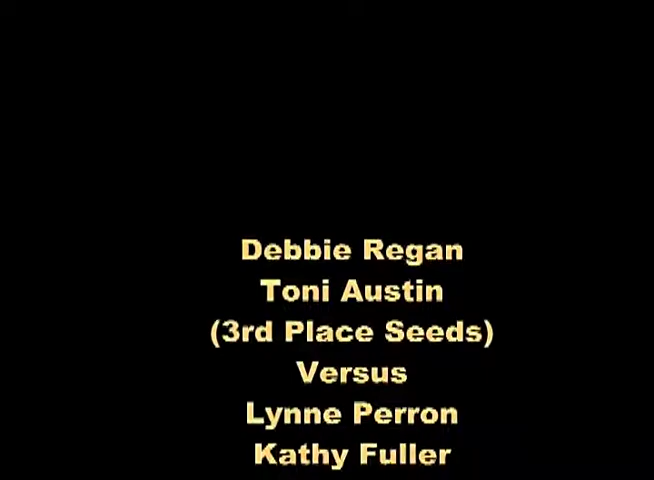 Debbie Regan
Toni Austin
(3rd Place Seeds)
Versus
Lynne Perron
Kathy Fuller